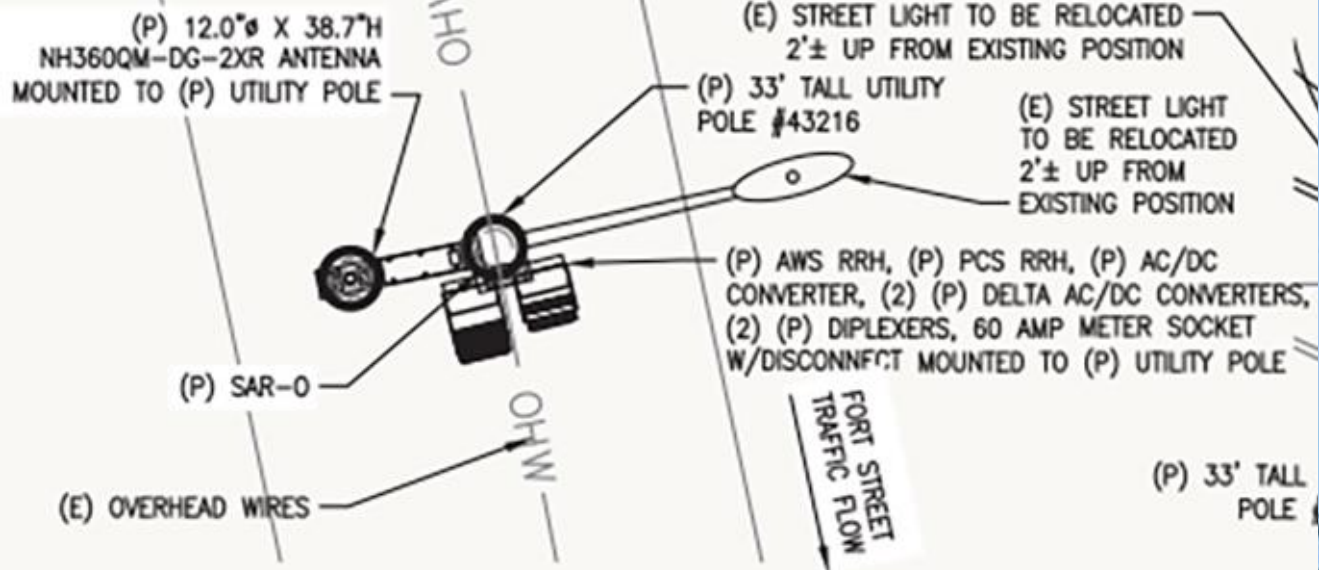 (P) 12.0"ø X 38.7"H
NH360QM-DG-2XR ANTENNA
MOUNTED TO (P) UTILITY POLE
(E) STREET LIGHT TO BE RELOCATED
2'± UP FROM EXISTING POSITION
(P) 33' TALL UTILITY
POLE #43216
(E) STREET LIGHT
TO BE RELOCATED
2'± UP FROM
EXISTING POSITION
(P) AWS RRH, (P) PCS RRH, (P) AC/DC
CONVERTER, (2) (P) DELTA AC/DC CONVERTERS,
(2) (P) DIPLEXERS, 60 AMP METER SOCKET
W/DISCONNECT MOUNTED TO (P) UTILITY POLE
(P) SAR-O
OHW
FORT STREET
TRAFFIC FLOW
(E) OVERHEAD WIRES
(P) 33' TALL
POLE